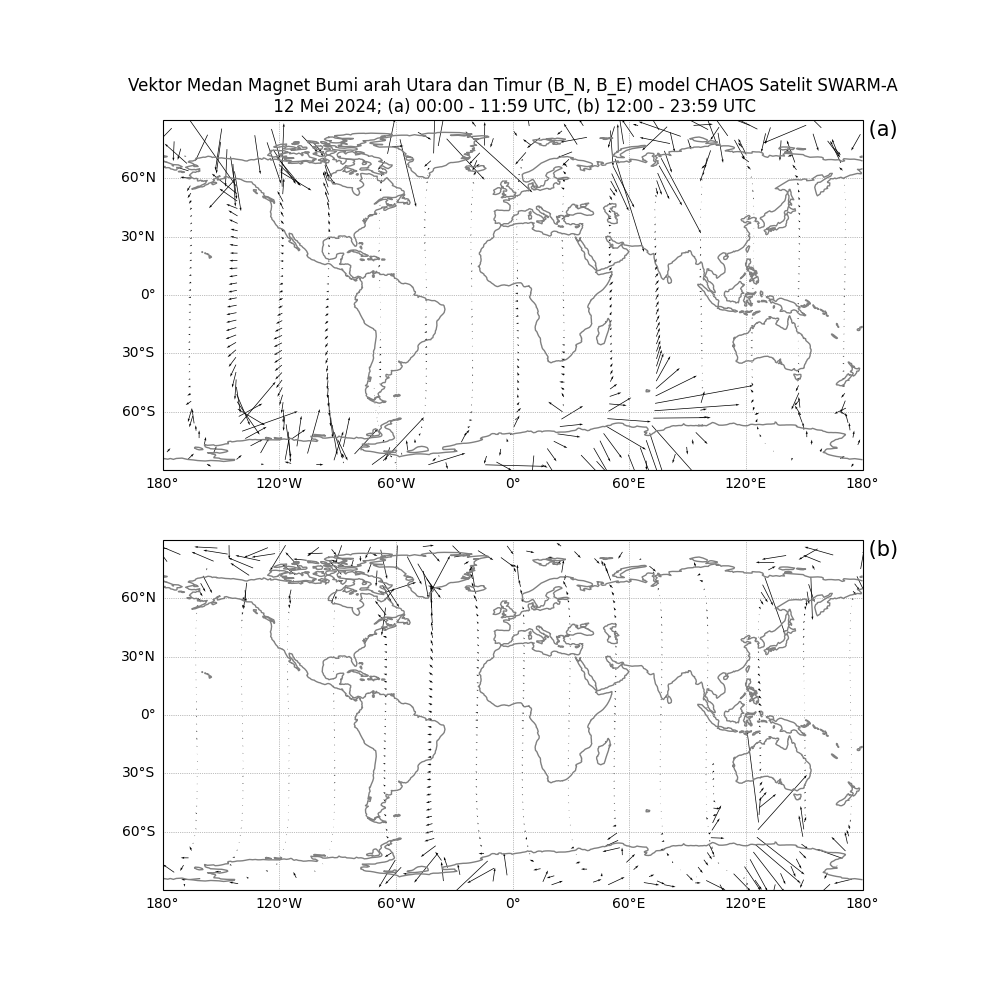 Vektor Medan Magnet Bumi arah Utara dan Timur (B_N, B_E) model CHAOS Satelit SWARM-A
12 Mei 2024; (a) 00:00 - 11:59 UTC, (b) 12:00 - 23:59 UTC
(a)
60°N
30°N
0°
30°S
60°S
180° 120°W 60°W 0° 60°E 120°E 180°
(b)
60°N
30°N
0°
30°S
60°S
180° 120°W 60°W 0° 60°E 120°E 180°